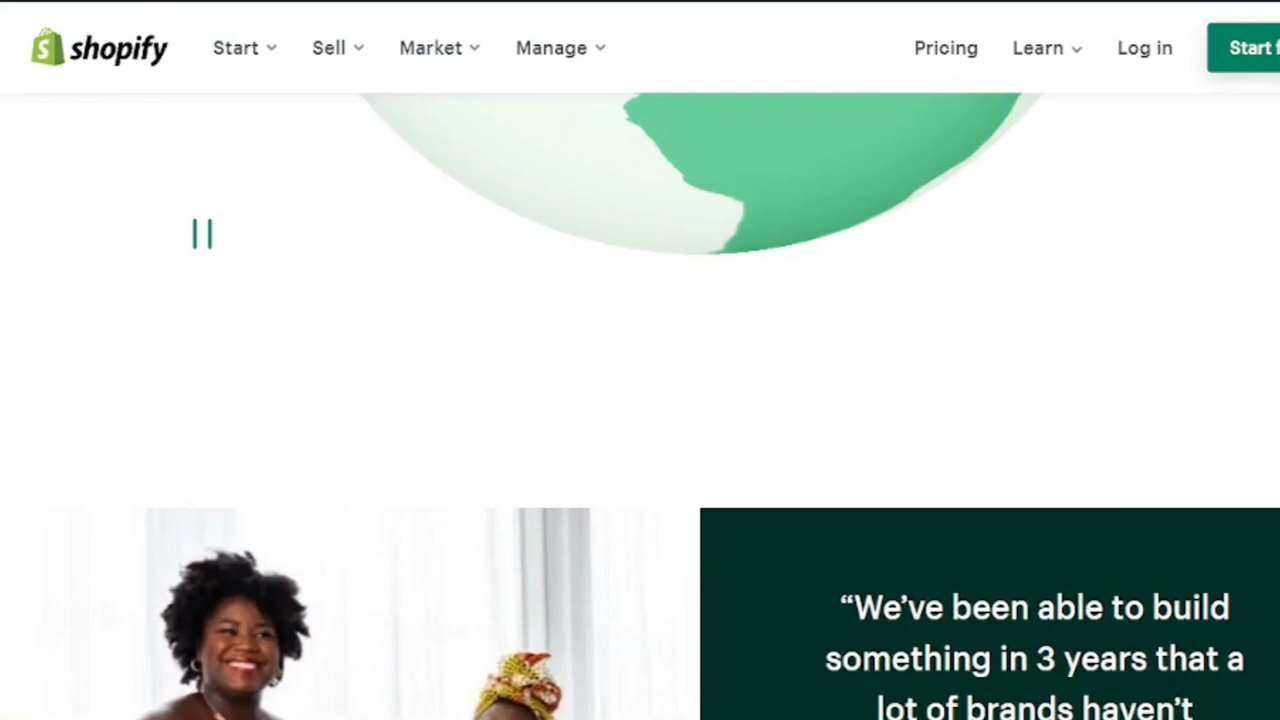 shopify Start Sell Market Manage Pricing Learn Log in Start
“We’ve been able to build
something in 3 years that a
lot of brands haven’t